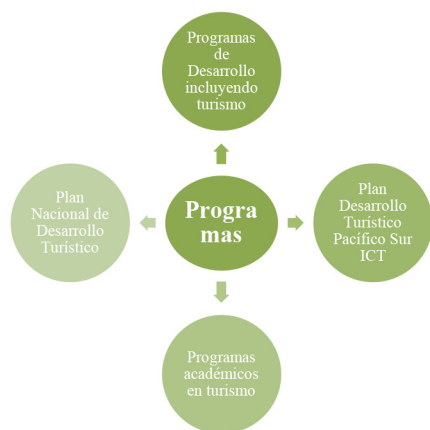 Programas
de
Desarrollo
incluyendo
turismo
Plan
Nacional de
Desarrollo
Turístico
Progra
mas
Plan
Desarrollo
Turístico
Pacífico Sur
ICT
Programas
académicos
en turismo